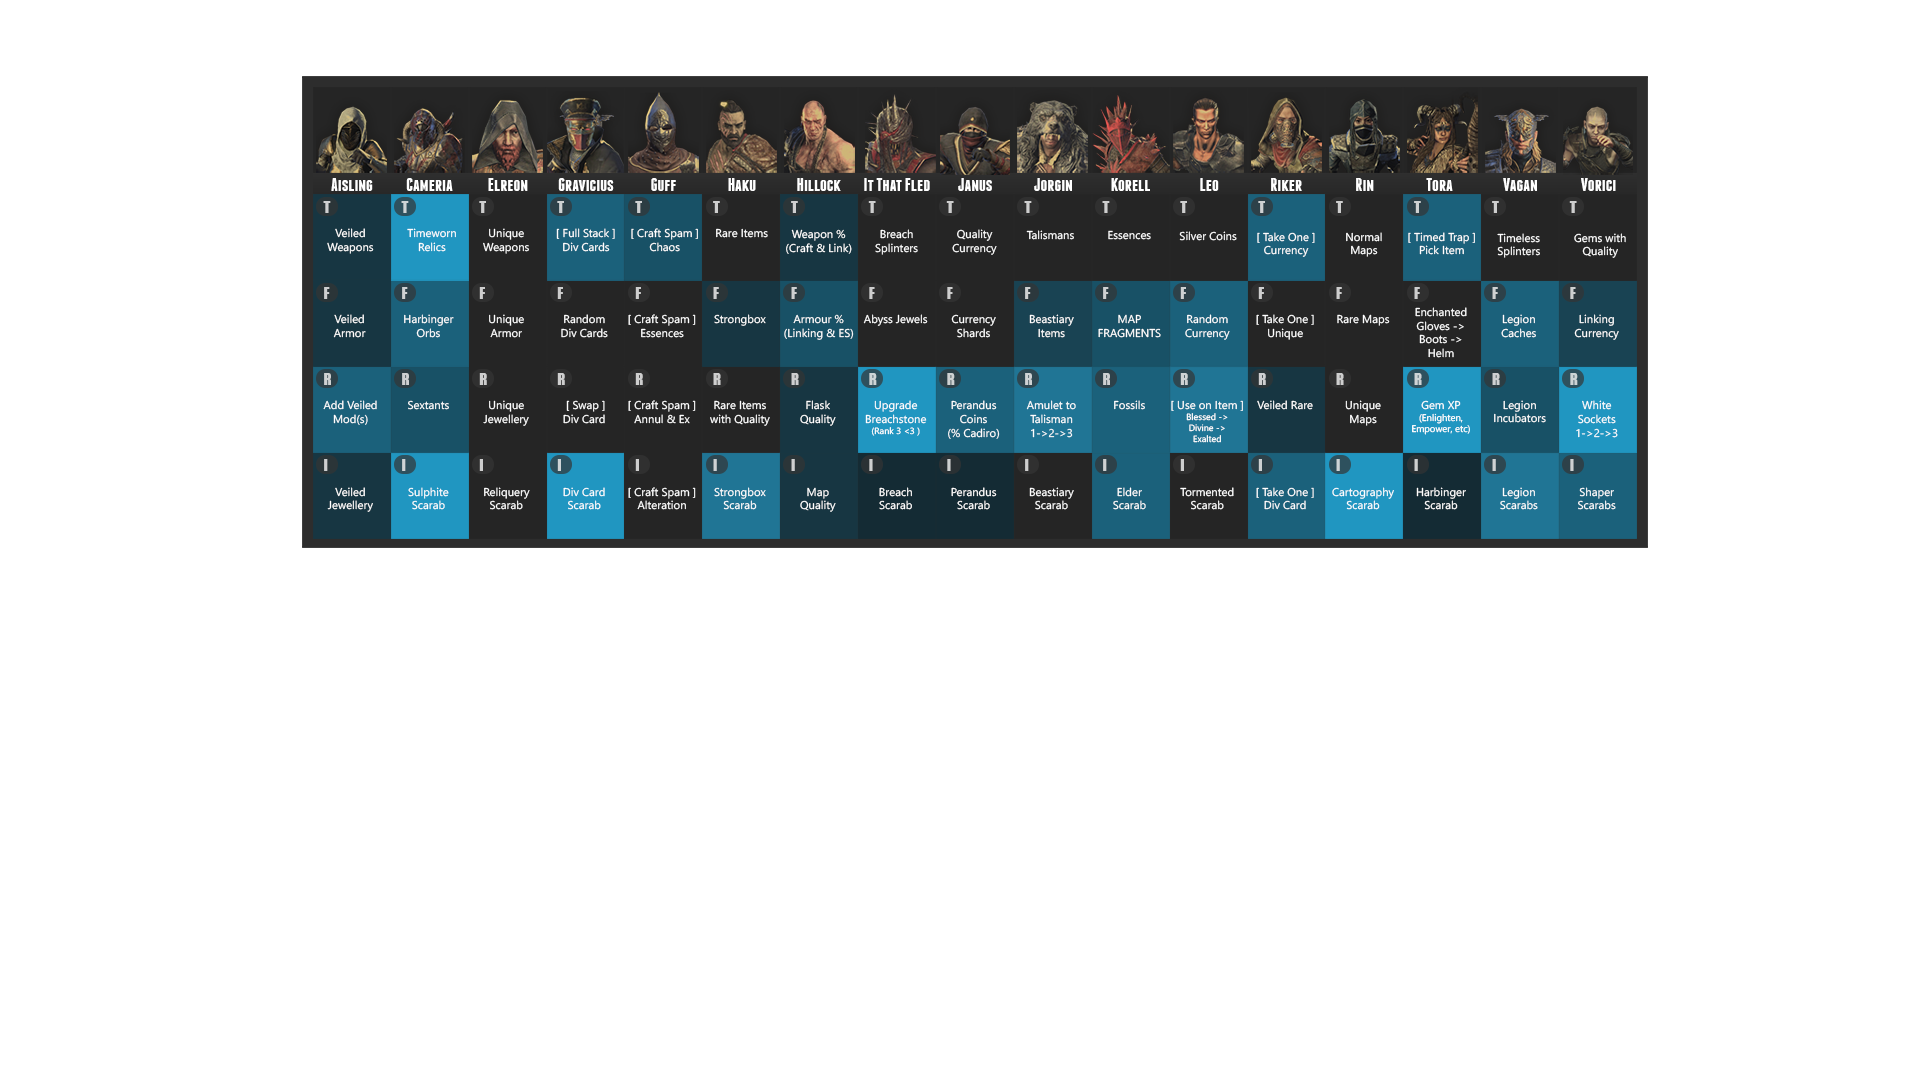 AISLING
CAMERIA
ELREON
GRAVICIUS
GUFF
HAKU
HILLOCK
IT THAT FLED
JANUS
JORGIN
KORELL
LEO
RIKER
RIN
TORA
VAGAN
VORICI
T
Veiled
Weapons
T
Timeworn
Relics
T
Unique
Weapons
T
[ Full Stack ]
Div Cards
T
[ Craft Spam ]
Chaos
T
Rare Items
T
Weapon %
(Craft & Link)
T
Breach
Splinters
T
Quality
Currency
T
Talismans
T
Essences
T
Silver Coins
T
[ Take One ]
Currency
T
Normal
Maps
T
[ Timed Trap ]
Pick Item
T
Timeless
Splinters
T
Gems with
Quality
F
Veiled
Armor
F
Harbinger
Orbs
F
Unique
Armor
F
Random
Div Cards
F
[ Craft Spam ]
Essences
F
Strongbox
F
Armour %
(Linking & ES)
F
Abyss Jewels
F
Currency
Shards
F
Beastiary
Items
F
MAP
FRAGMENTS
F
Random
Currency
F
[ Take One ]
Unique
F
Rare Maps
F
Enchanted
Gloves ->
Boots ->
Helm
F
Legion
Caches
F
Linking
Currency
R
Add Veiled
Mod(s)
R
Sextants
R
Unique
Jewellery
R
[ Swap ]
Div Card
R
[ Craft Spam ]
Annul & Ex
R
Rare Items
with Quality
R
Flask
Quality
R
Upgrade
Breachstone
(Rank 3 <3 )
R
Perandus
Coins
(% Cadiro)
R
Amulet to
Talisman
1->2->3
R
Fossils
R
[ Use on Item ]
Blessed ->
Divine ->
Exalted
R
Veiled Rare
R
Unique
Maps
R
Gem XP
(Enlighten,
Empower, etc)
R
Legion
Incubators
R
White
Sockets
1->2->3
I
Veiled
Jewellery
I
Sulphite
Scarab
I
Reliquery
Scarab
I
Div Card
Scarab
I
[ Craft Spam ]
Alteration
I
Strongbox
Scarab
I
Map
Quality
I
Breach
Scarab
I
Perandus
Scarab
I
Beastiary
Scarab
I
Elder
Scarab
I
Tormented
Scarab
I
[ Take One ]
Div Card
I
Cartography
Scarab
I
Harbinger
Scarab
I
Legion
Scarabs
I
Shaper
Scarabs